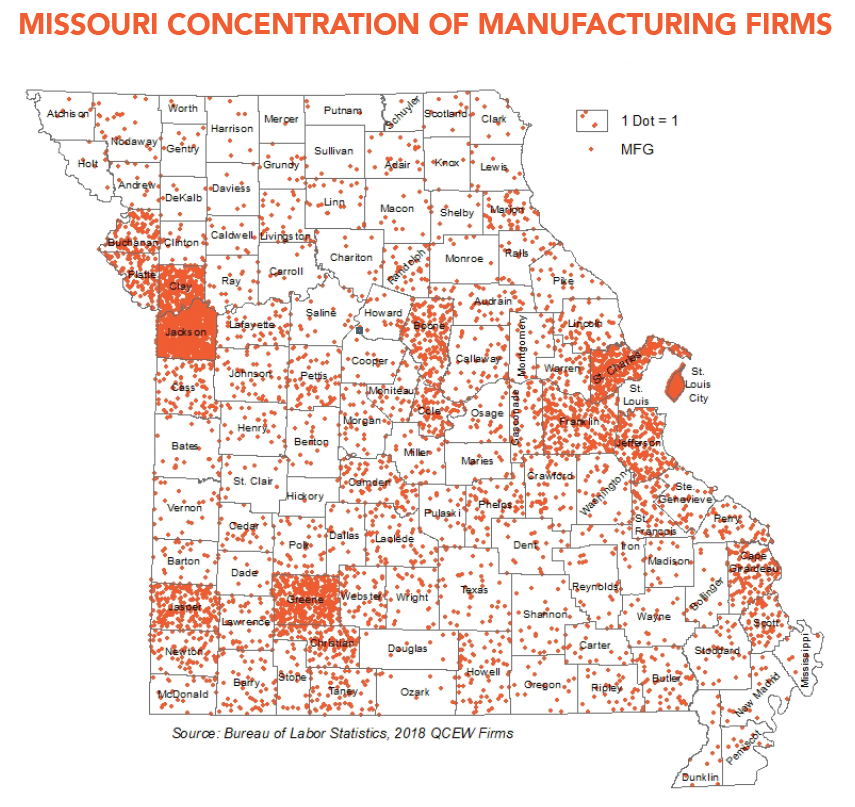 MISSOURI CONCENTRATION OF MANUFACTURING FIRMS
1 Dot = 1
MFG
Atchison
Nodaway
Worth
Harrison
Mercer
Putnam
Schuyler
Scotland
Clark
Holt
Andrew
Gentry
DeKalb
Daviess
Grundy
Sullivan
Adair
Knox
Lewis
Linn
Macon
Shelby
Marion
Buchanan
Clinton
Caldwell
Livingston
Chariton
Randolph
Monroe
Ralls
Platte
Clay
Ray
Carroll
Pike
Audrain
Jackson
Lafayette
Saline
Howard
Boone
Montgomery
Lincoln
Callaway
Warren
St. Charles
St.
Louis
St.
Louis
City
Cass
Johnson
Pettis
Cooper
Moniteau
Cole
Osage
Gasconade
Franklin
Jefferson
Bates
Henry
Benton
Morgan
Miller
Maries
Crawford
Washington
Ste.
Genevieve
St. Clair
Hickory
Camden
Pulaski
Phelps
St.
Francois
Perry
Vernon
Cedar
Polk
Dallas
Laclede
Dent
Iron
Madison
Cape
Girardeau
Barton
Dade
Greene
Webster
Wright
Texas
Reynolds
Bollinger
Jasper
Lawrence
Christian
Douglas
Shannon
Wayne
Scott
Newton
Stone
Carter
Stoddard
Mississippi
McDonald
Barry
Taney
Ozark
Howell
Oregon
Ripley
Butler
New Madrid
Pemiscot
Dunklin
Source: Bureau of Labor Statistics, 2018 QCEW Firms